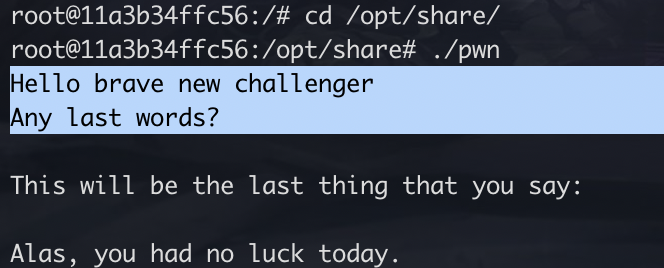 root@11a3b34ffc56:/# cd /opt/share/
root@11a3b34ffc56:/opt/share# ./pwn
Hello brave new challenger
Any last words?
This will be the last thing that you say:
Alas, you had no luck today.